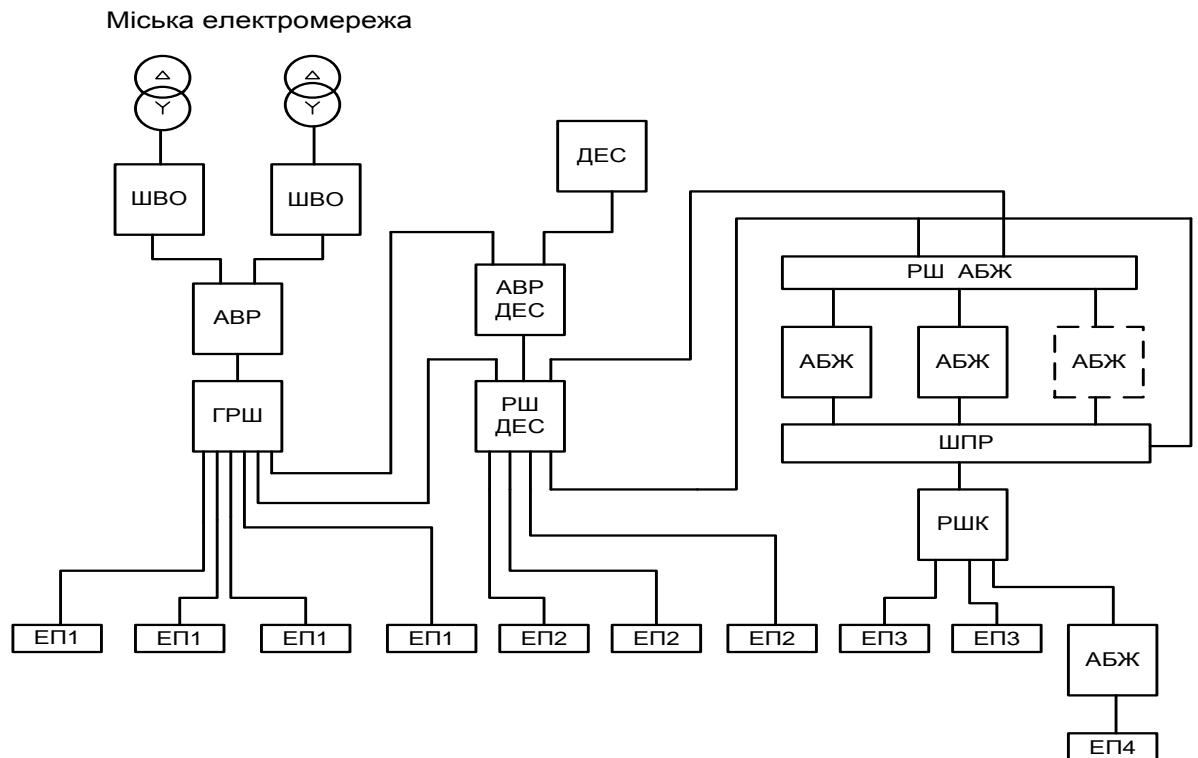 Міська електромережа
ШВО
ШВО
ДЕС
АВР
АВР
ДЕС
РШ АБЖ
АБЖ
АБЖ
АБЖ
ГРШ
РШ
ДЕС
ШПР
РШК
ЕП1
ЕП1
ЕП1
ЕП1
ЕП2
ЕП2
ЕП2
ЕП3
ЕП3
АБЖ
ЕП4